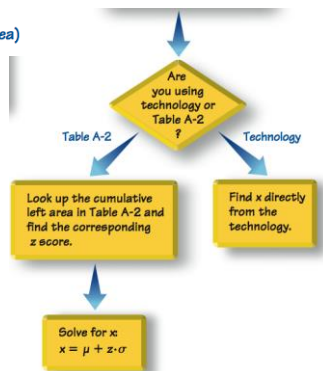 ea)
Are
you using
technology or
Table A-2
?
Table A-2
Technology
Look up the cumulative
left area in Table A-2 and
find the corresponding
z score.
Find x directly
from the
technology.
Solve for x:
x = μ + z·σ